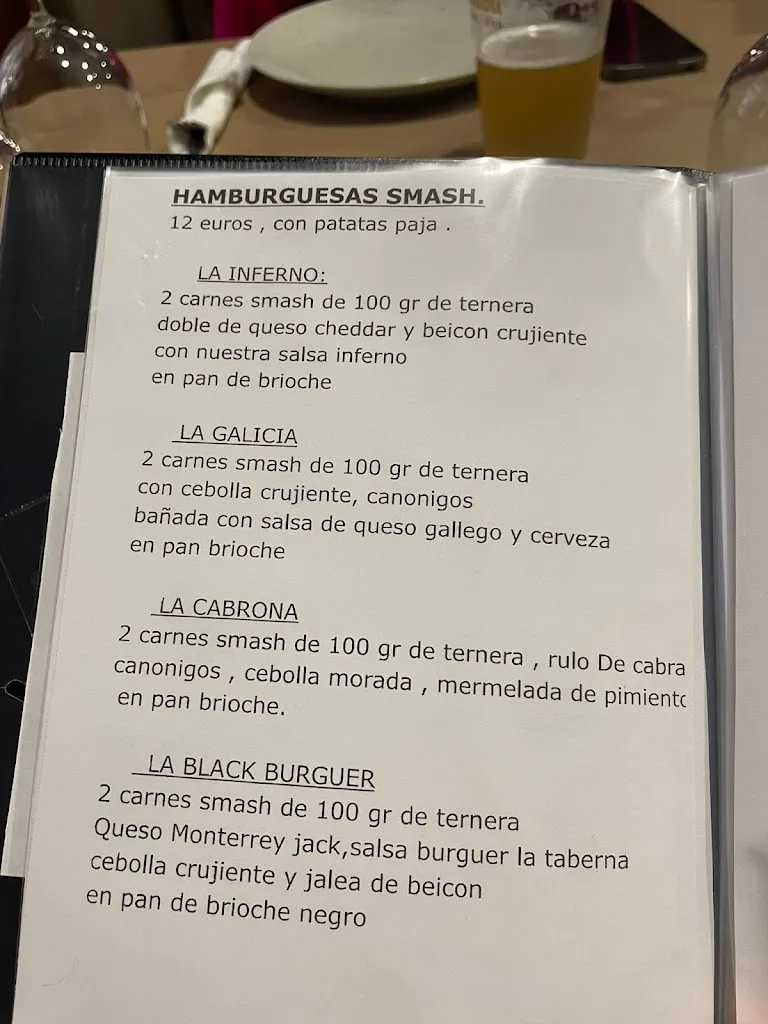 HAMBURGUESAS SMASH.
12 euros , con patatas paja .
LA INFERNO:
2 carnes smash de 100 gr de ternera
doble de queso cheddar y beicon crujiente
con nuestra salsa inferno
en pan de brioche
LA GALICIA
2 carnes smash de 100 gr de ternera
con cebolla crujiente, canonigos
bañada con salsa de queso gallego y cerveza
en pan brioche
LA CABRONA
2 carnes smash de 100 gr de ternera , rulo De cabra
canonigos , cebolla morada , mermelada de pimiento
en pan brioche.
LA BLACK BURGUER
2 carnes smash de 100 gr de ternera
Queso Monterrey jack,salsa burguer la taberna
cebolla crujiente y jalea de beicon
en pan de brioche negro